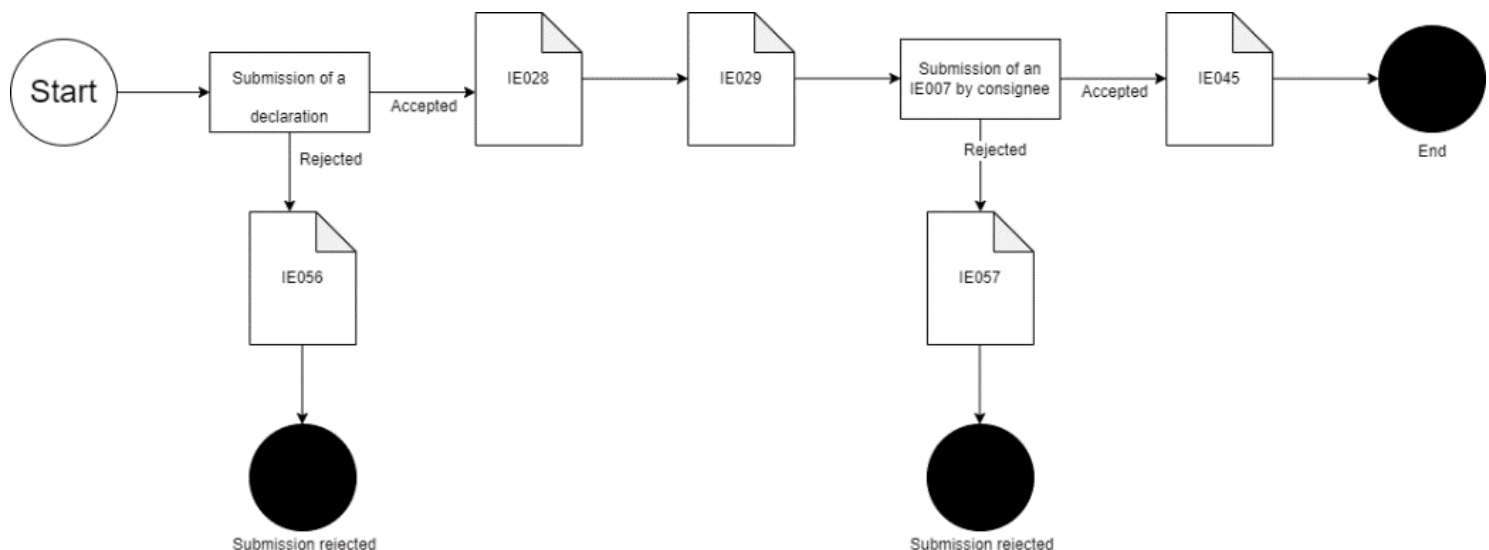 Start
Submission of a
declaration
Accepted
Rejected
IE028
IE029
Submission of an
IE007 by consignee
Accepted
Rejected
IE045
End
IE056
IE057
Submission rejected
Submission rejected